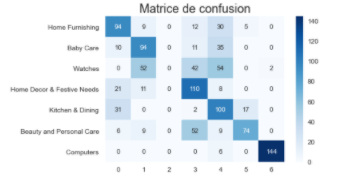 Matrice de confusion
Home Furnishing 94 9 0 12 30 5 0
140
Baby Care 10 94 0 11 35 0 0
120
Watches 0 52 0 42 54 0 2
100
Home Decor & Festive Needs 21 11 0 110 8 0 0
80
Kitchen & Dining 31 0 0 2 100 17 0
60
40
Beauty and Personal Care 6 9 0 52 9 74 0
20
Computers 0 0 0 0 6 0 144
0
0 1 2 3 4 5 6